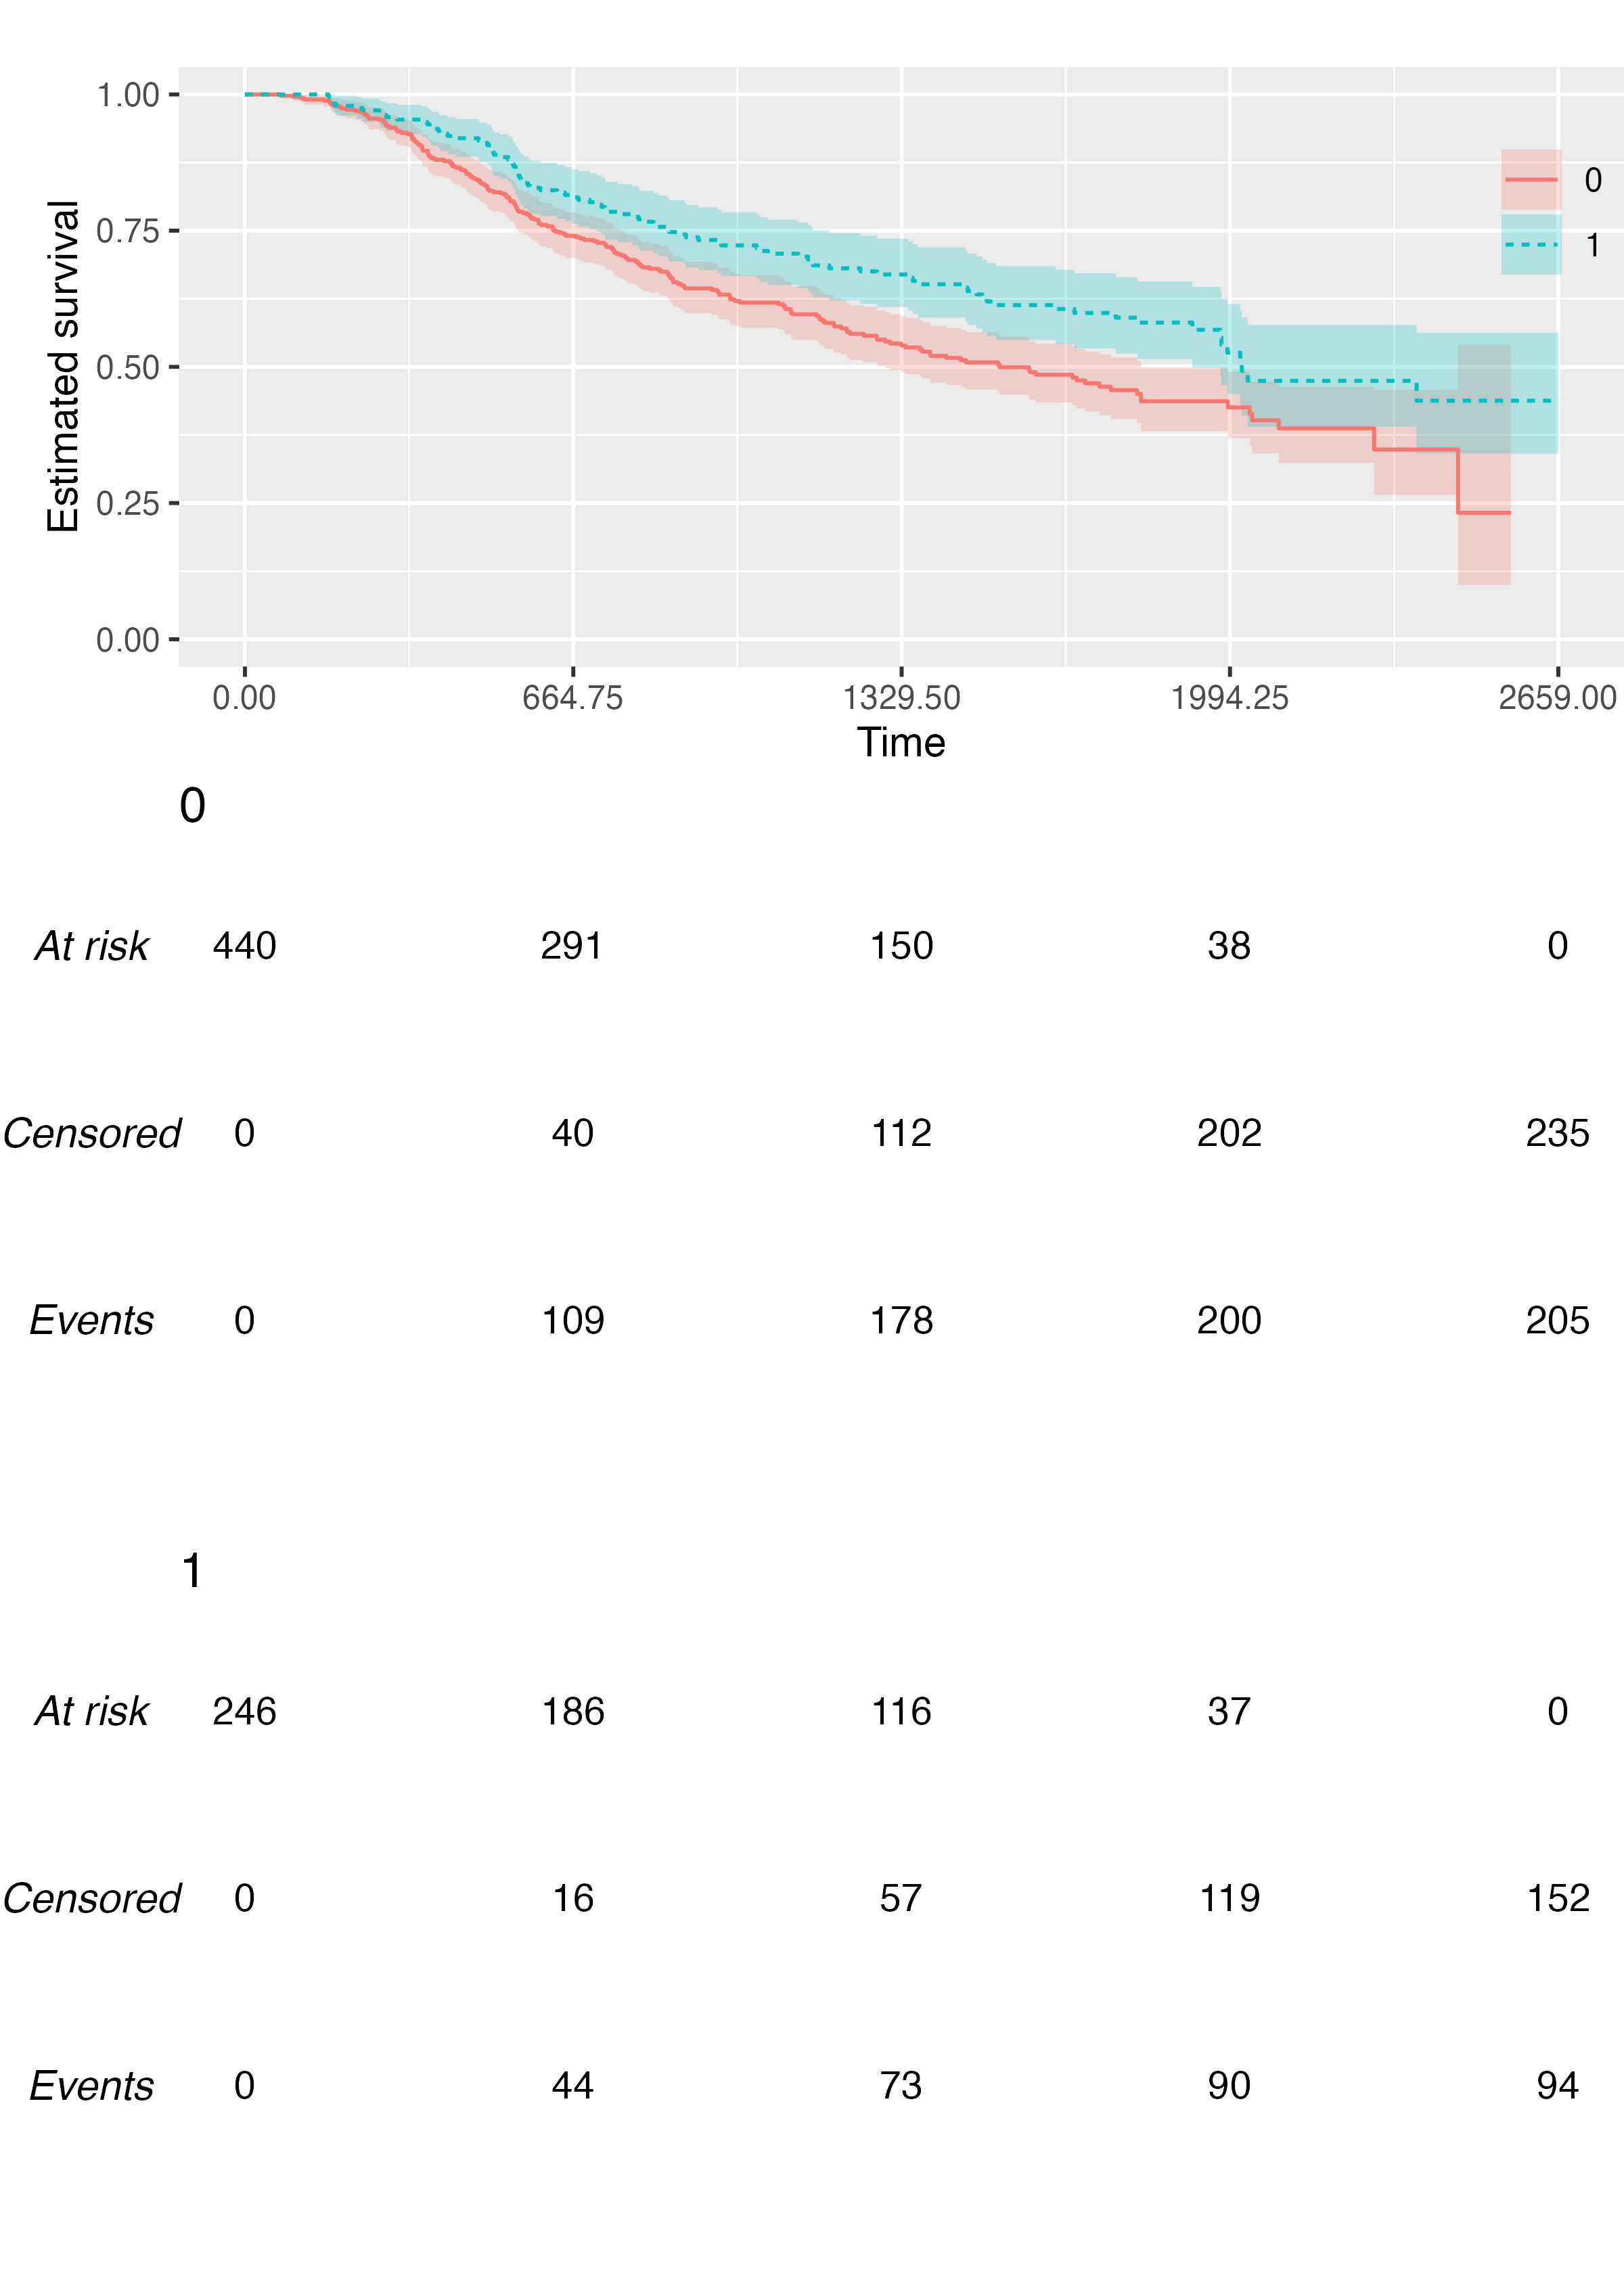 1.00
0.75
0.50
0.25
0.00
Estimated survival
0
1
0.00 664.75 1329.50 1994.25 2659.00
Time
0
At risk 440 291 150 38 0
Censored 0 40 112 202 235
Events 0 109 178 200 205
1
At risk 246 186 116 37 0
Censored 0 16 57 119 152
Events 0 44 73 90 94